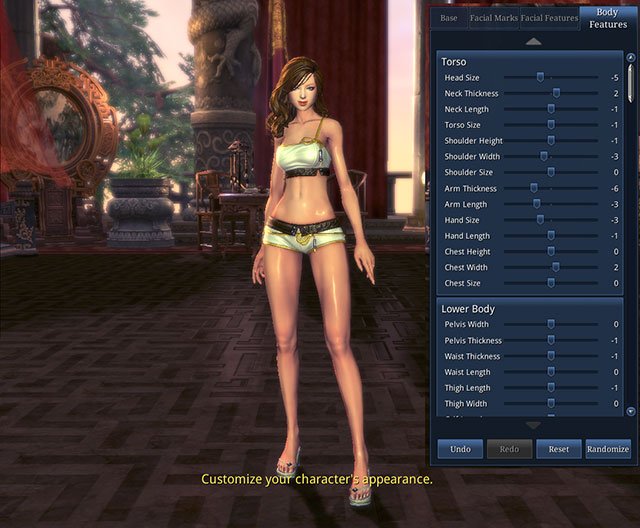 Base Facial Marks Facial Features Body Features
Torso
Head Size -5
Neck Thickness 2
Neck Length -1
Torso Size -1
Shoulder Height -1
Shoulder Width -3
Shoulder Size 0
Arm Thickness -6
Arm Length -3
Hand Size -3
Hand Length -1
Chest Height 0
Chest Width 2
Chest Size 0
Lower Body
Pelvis Width 0
Pelvis Thickness -1
Waist Thickness -1
Waist Length 0
Thigh Length -1
Thigh Width 0
Undo Redo Reset Randomize
Customize your character's appearance.